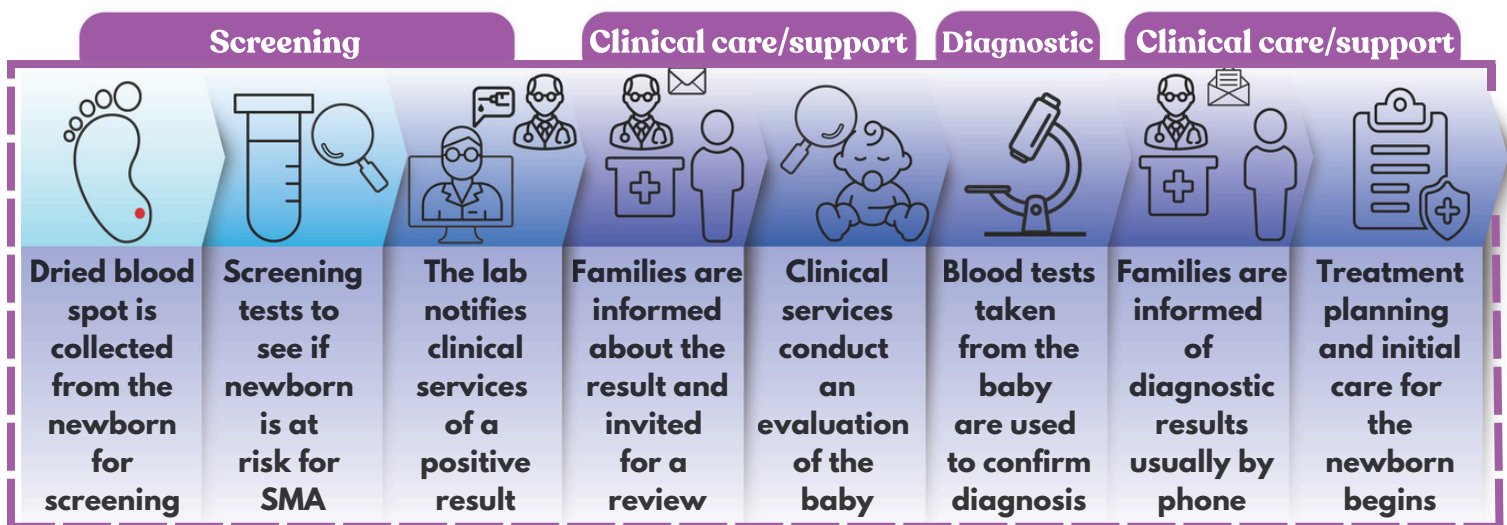 Screening
Clinical care/support
Diagnostic
Clinical care/support
Dried blood
spot is
collected
from the
newborn
for
screening
Screening
tests to
see if
newborn
is at
risk for
SMA
The lab
notifies
clinical
services
of a
positive
result
Families are
informed
about the
result and
invited
for a
review
Clinical
services
conduct
an
evaluation
of the
baby
Blood tests
taken
from the
baby
are used
to confirm
diagnosis
Families are
informed
of
diagnostic
results
usually by
phone
Treatment
planning
and initial
care for
the
newborn
begins